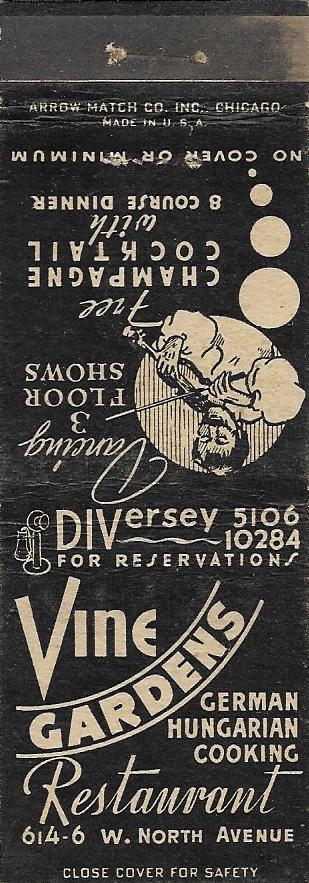 ARROW MATCH CO. INC. CHICAGO
MADE IN U.S.A.
Dancing
3
FLOOR
SHOWS
Free
CHAMPAGNE
COCKTAIL
with
8 COURSE DINNER
NO COVER OR MINIMUM
DIVersey 5106
10284
FOR RESERVATIONS
Vine
GARDENS
GERMAN
HUNGARIAN
COOKING
Restaurant
614-6 W. NORTH AVENUE
CLOSE COVER FOR SAFETY